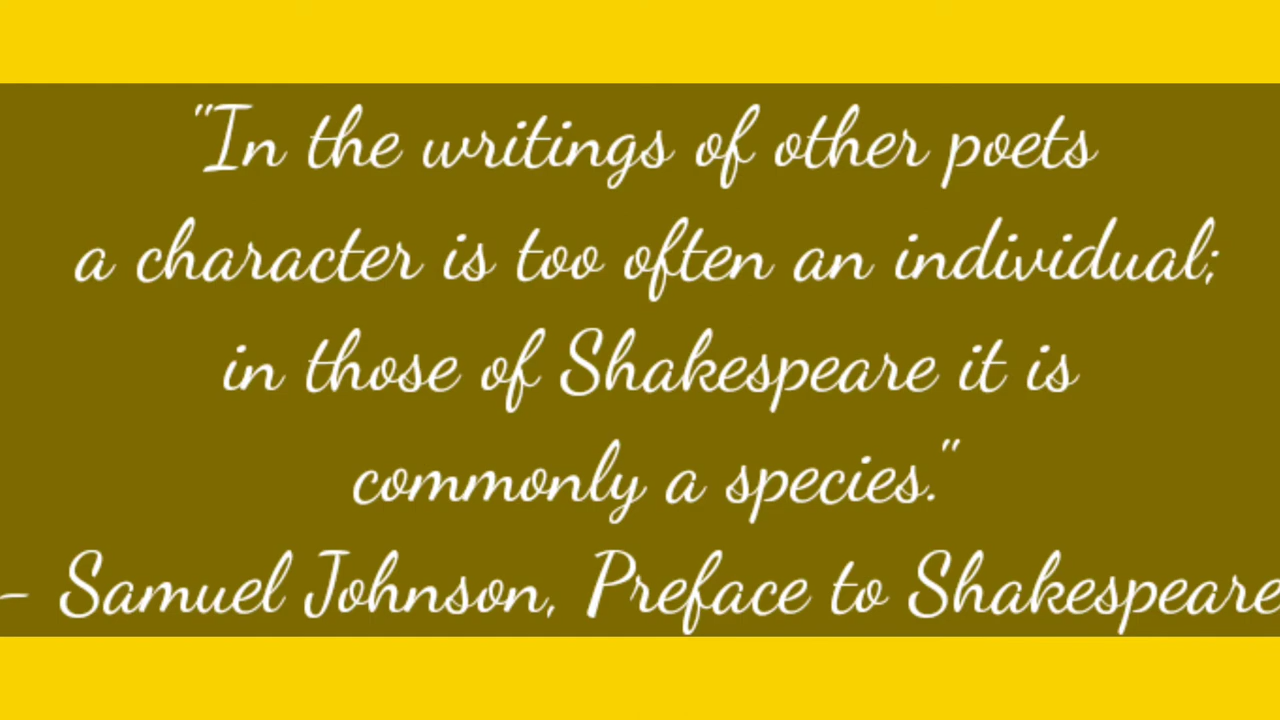 "In the writings of other poets
a character is too often an individual;
in those of Shakespeare it is
commonly a species."
- Samuel Johnson, Preface to Shakespeare